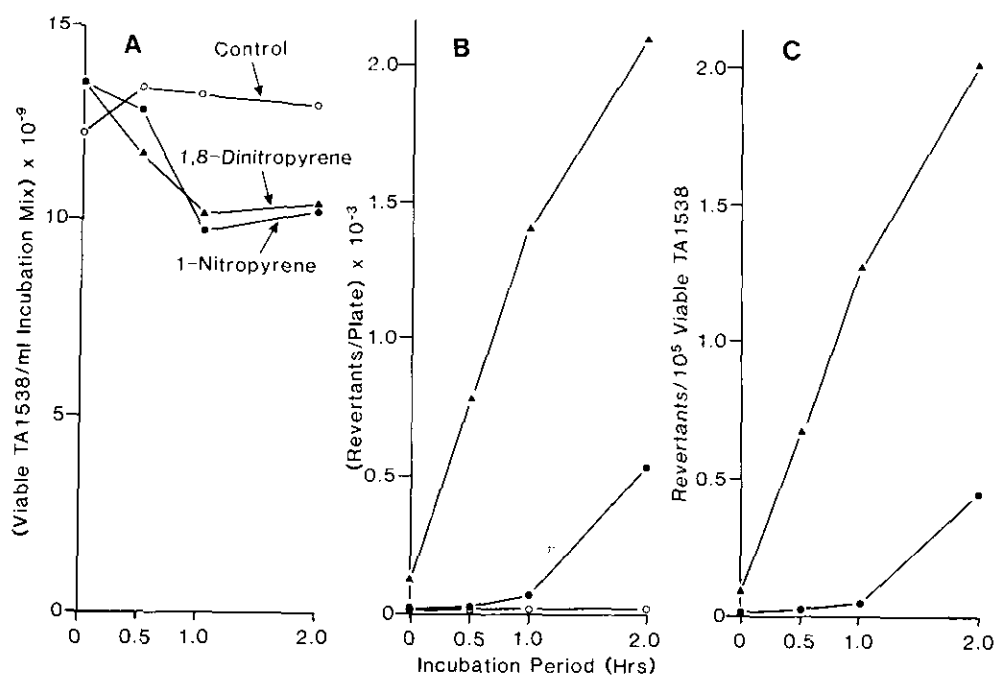 A
Control
1,8-Dinitropyrene
1-Nitropyrene
(Viable TA1538/ml Incubation Mix) x 10-9
15
10
5
0
0 0.5 1.0 2.0
B
(Revertants/Plate) x 10-3
2.0
1.5
1.0
0.5
0
0 0.5 1.0 2.0
Incubation Period (Hrs)
C
Revertants/10⁵ Viable TA1538
2.0
1.5
1.0
0.5
0
0 0.5 1.0 2.0